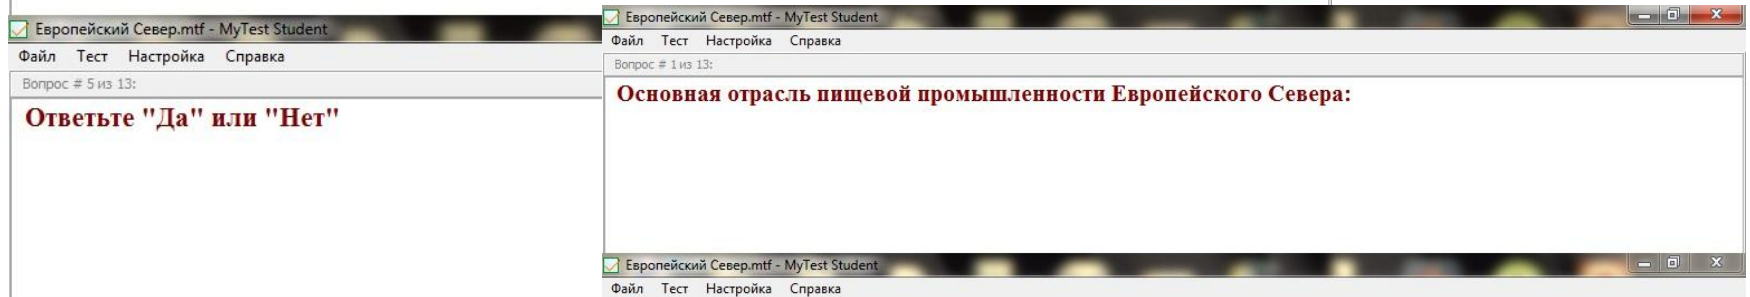 Европейский Север.mtf - MyTest Student
Файл Тест Настройка Справка
Вопрос # 5 из 13:
Ответьте "Да" или "Нет"
Европейский Север.mtf - MyTest Student
Файл Тест Настройка Справка
Вопрос # 1 из 13:
Основная отрасль пищевой промышленности Европейского Севера:
Европейский Север.mtf - MyTest Student
Файл Тест Настройка Справка